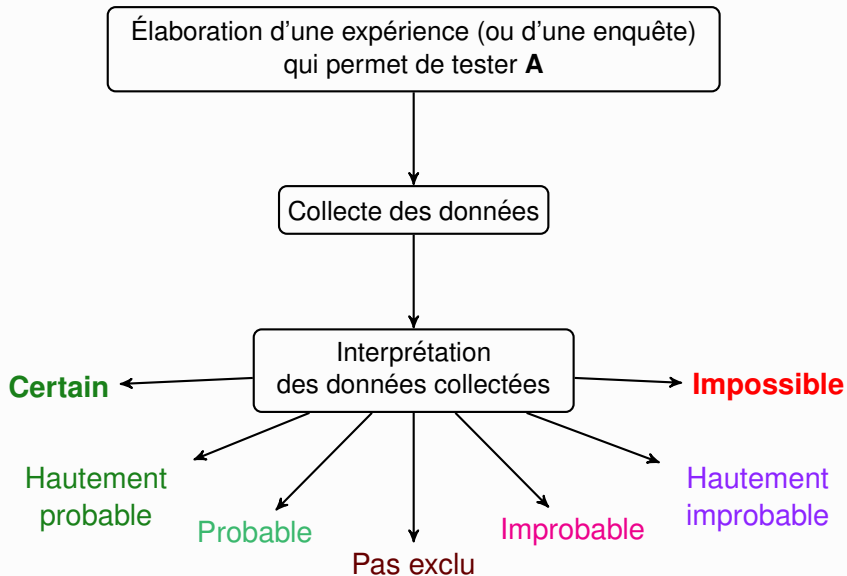 Élaboration d'une expérience (ou d'une enquête)
qui permet de tester A
Collecte des données
Interprétation
des données collectées
Certain
Impossible
Hautement
probable
Probable
Pas exclu
Improbable
Hautement
improbable